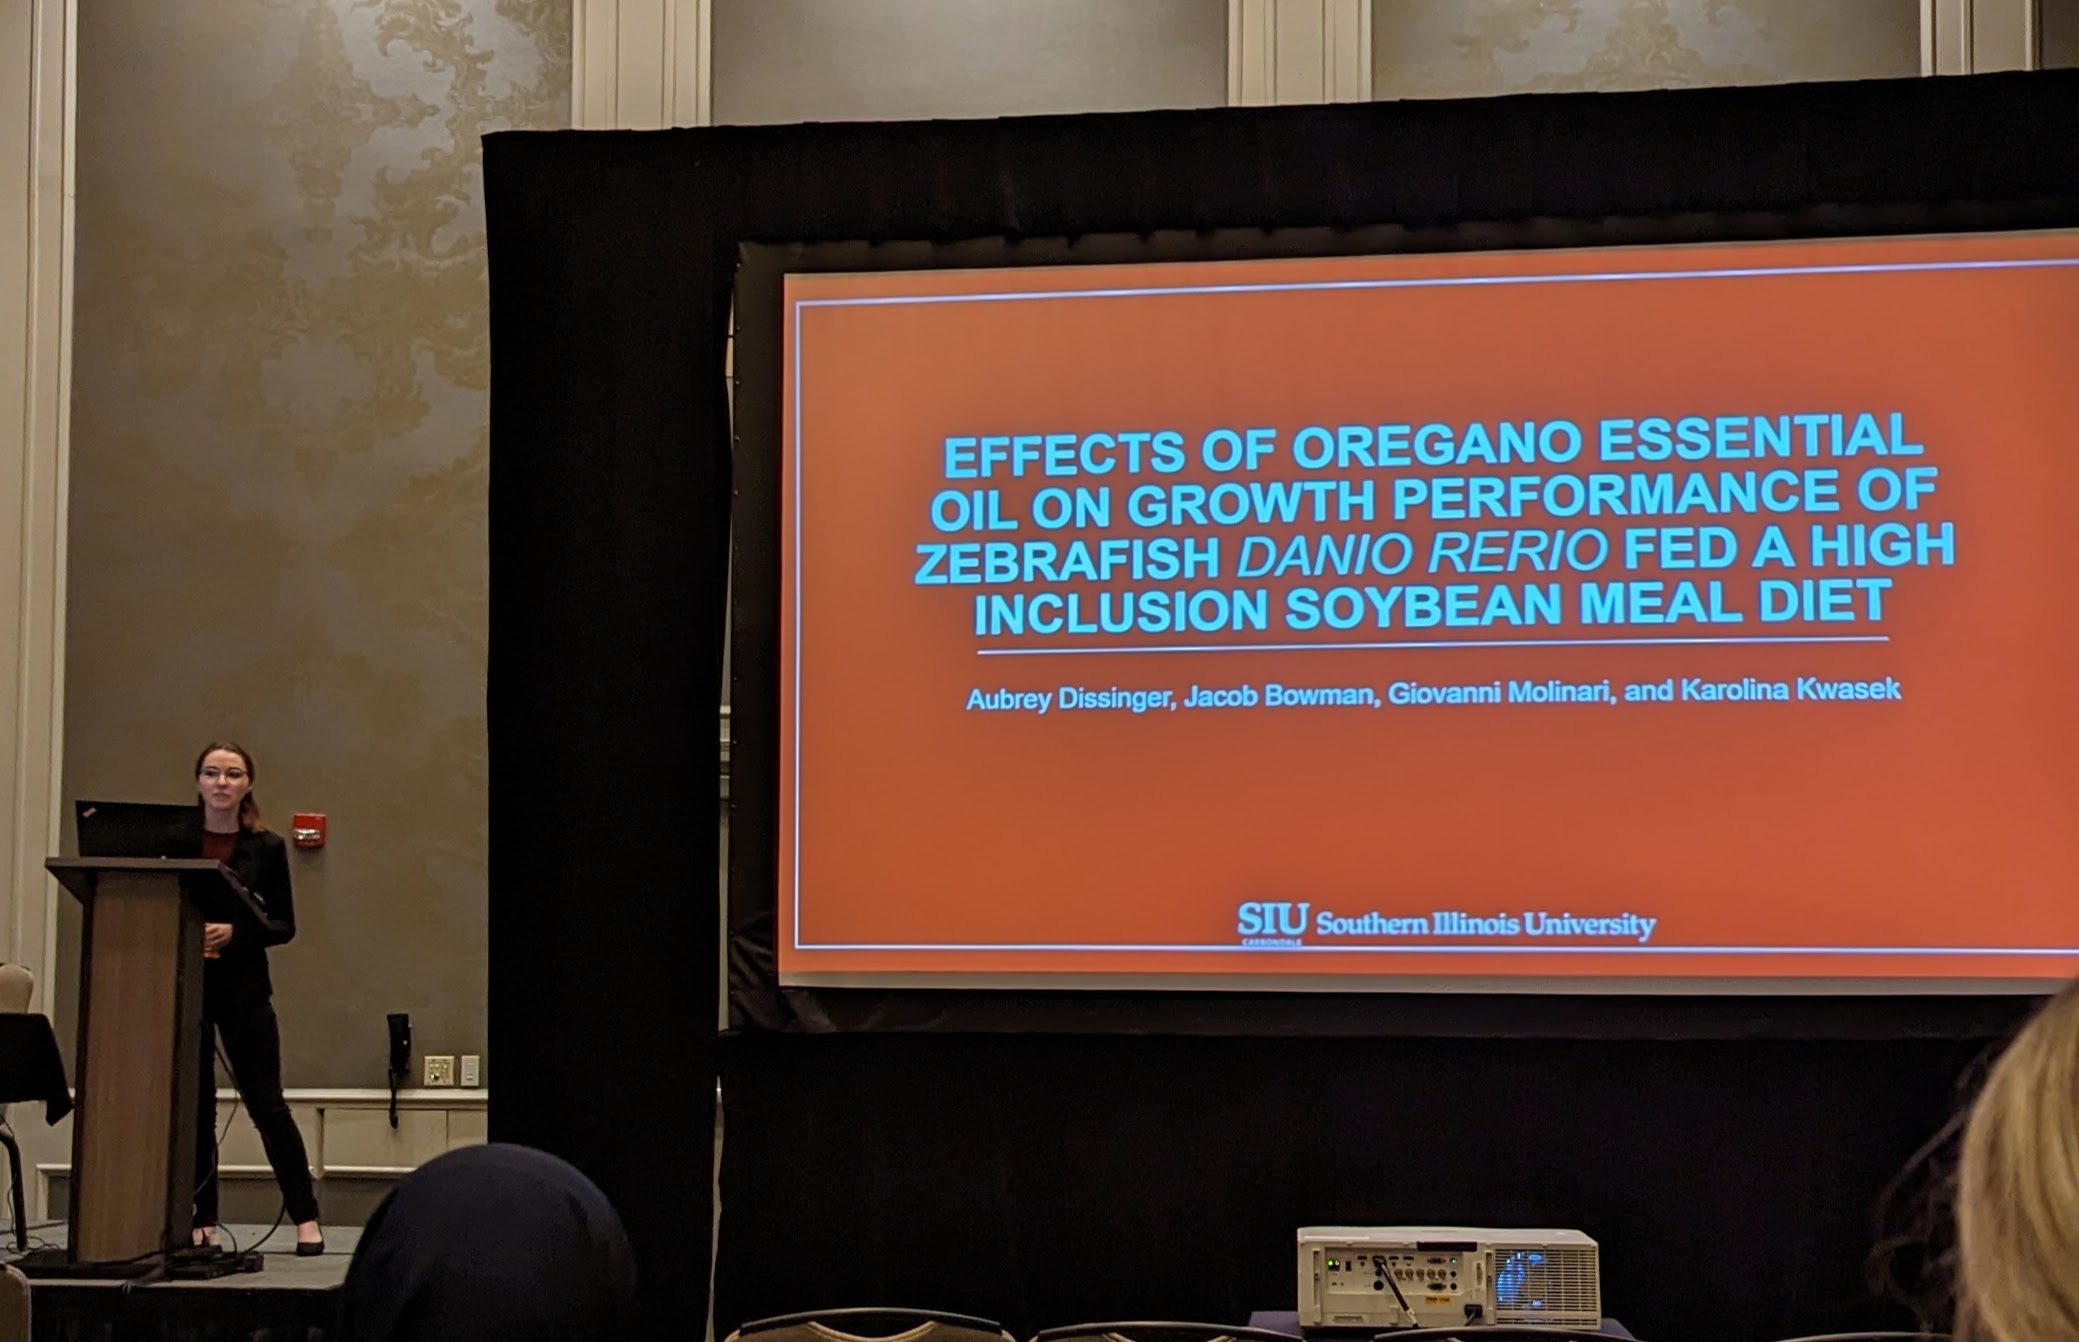 EFFECTS OF OREGANO ESSENTIAL
OIL ON GROWTH PERFORMANCE OF
ZEBRAFISH DANIO RERIO FED A HIGH
INCLUSION SOYBEAN MEAL DIET
Aubrey Dissinger, Jacob Bowman, Giovanni Molinari, and Karolina Kwasek
SIU Southern Illinois University
CARBONDALE